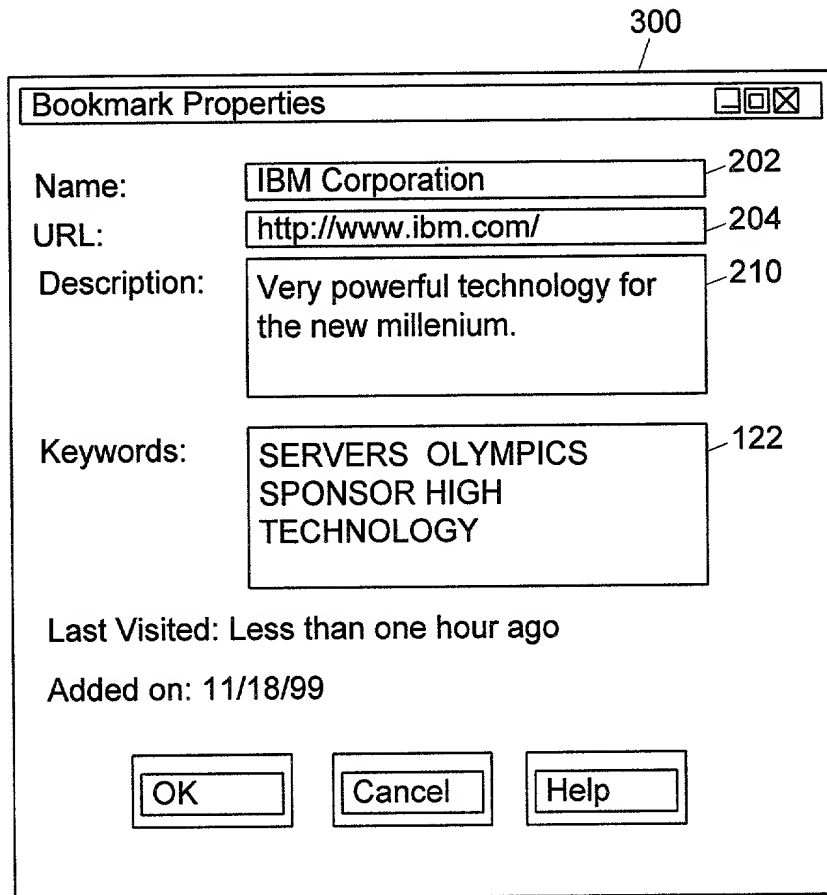 300
Bookmark Properties
Name: IBM Corporation 202
URL: http://www.ibm.com/ 204
Description: Very powerful technology for 210
the new millenium.
Keywords: SERVERS OLYMPICS 122
SPONSOR HIGH
TECHNOLOGY
Last Visited: Less than one hour ago
Added on: 11/18/99
OK Cancel Help